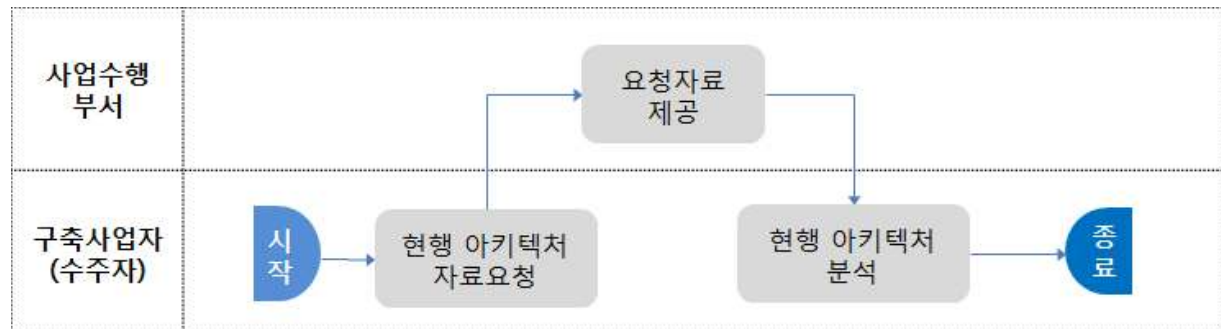 사업수행
부서
요청자료
제공
구축사업자
(수주자)
시
작
현행 아키텍처
자료요청
현행 아키텍처
분석
종
료